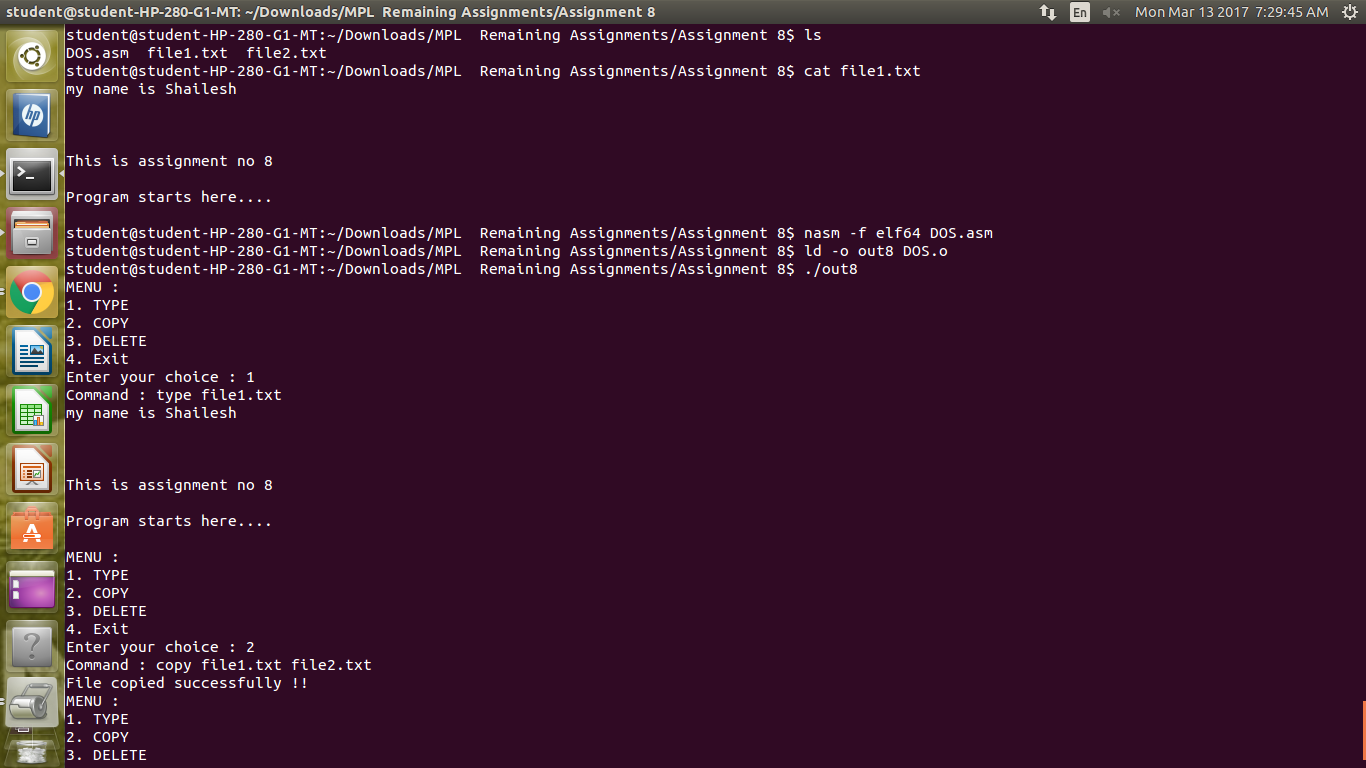 student@student-HP-280-G1-MT: ~/Downloads/MPL  Remaining Assignments/Assignment 8
En
Mon Mar 13 2017  7:29:45 AM
student@student-HP-280-G1-MT:~/Downloads/MPL  Remaining Assignments/Assignment 8$ ls
DOS.asm  file1.txt  file2.txt
student@student-HP-280-G1-MT:~/Downloads/MPL  Remaining Assignments/Assignment 8$ cat file1.txt
my name is Shailesh
This is assignment no 8
Program starts here....
student@student-HP-280-G1-MT:~/Downloads/MPL  Remaining Assignments/Assignment 8$ nasm -f elf64 DOS.asm
student@student-HP-280-G1-MT:~/Downloads/MPL  Remaining Assignments/Assignment 8$ ld -o out8 DOS.o
student@student-HP-280-G1-MT:~/Downloads/MPL  Remaining Assignments/Assignment 8$ ./out8
MENU :
1. TYPE
2. COPY
3. DELETE
4. Exit
Enter your choice : 1
Command : type file1.txt
my name is Shailesh
This is assignment no 8
Program starts here....
MENU :
1. TYPE
2. COPY
3. DELETE
4. Exit
Enter your choice : 2
Command : copy file1.txt file2.txt
File copied successfully !!
MENU :
1. TYPE
2. COPY
3. DELETE